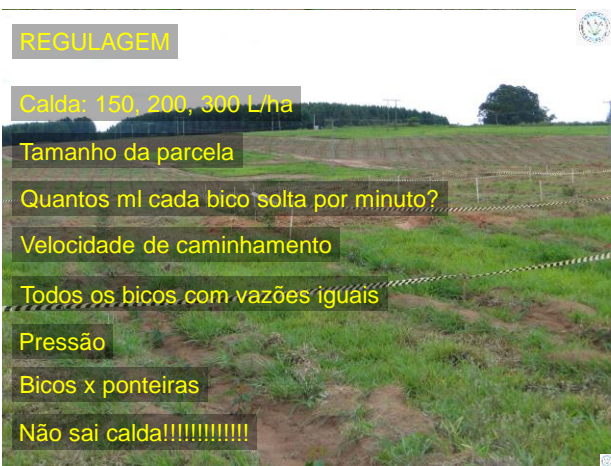 REGULAGEM
Calda: 150, 200, 300 L/ha
Tamanho da parcela
Quantos ml cada bico solta por minuto?
Velocidade de caminhamento
Todos os bicos com vazões iguais
Pressão
Bicos x ponteiras
Não sai calda!!!!!!!!!!!!!